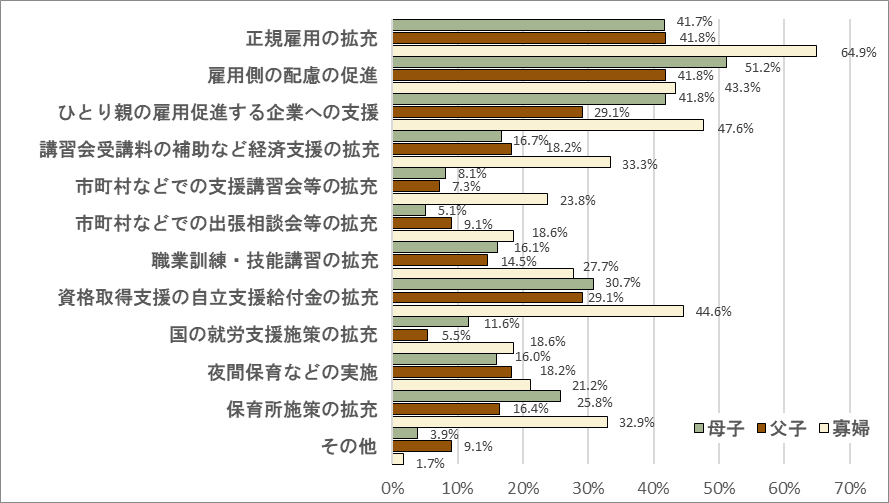 正規雇用の拡充
41.7%
41.8%
64.9%
雇用側の配慮の促進
51.2%
41.8%
43.3%
ひとり親の雇用促進する企業への支援
41.8%
29.1%
47.6%
講習会受講料の補助など経済支援の拡充
16.7%
18.2%
33.3%
市町村などでの支援講習会等の拡充
8.1%
7.3%
23.8%
市町村などでの出張相談会等の拡充
5.1%
9.1%
18.6%
職業訓練・技能講習の拡充
16.1%
14.5%
27.7%
資格取得支援の自立支援給付金の拡充
30.7%
29.1%
44.6%
国の就労支援施策の拡充
11.6%
5.5%
18.6%
夜間保育などの実施
16.0%
18.2%
21.2%
保育所施策の拡充
25.8%
16.4%
32.9%
その他
3.9%
9.1%
1.7%
母子 父子 寡婦
0% 10% 20% 30% 40% 50% 60% 70%